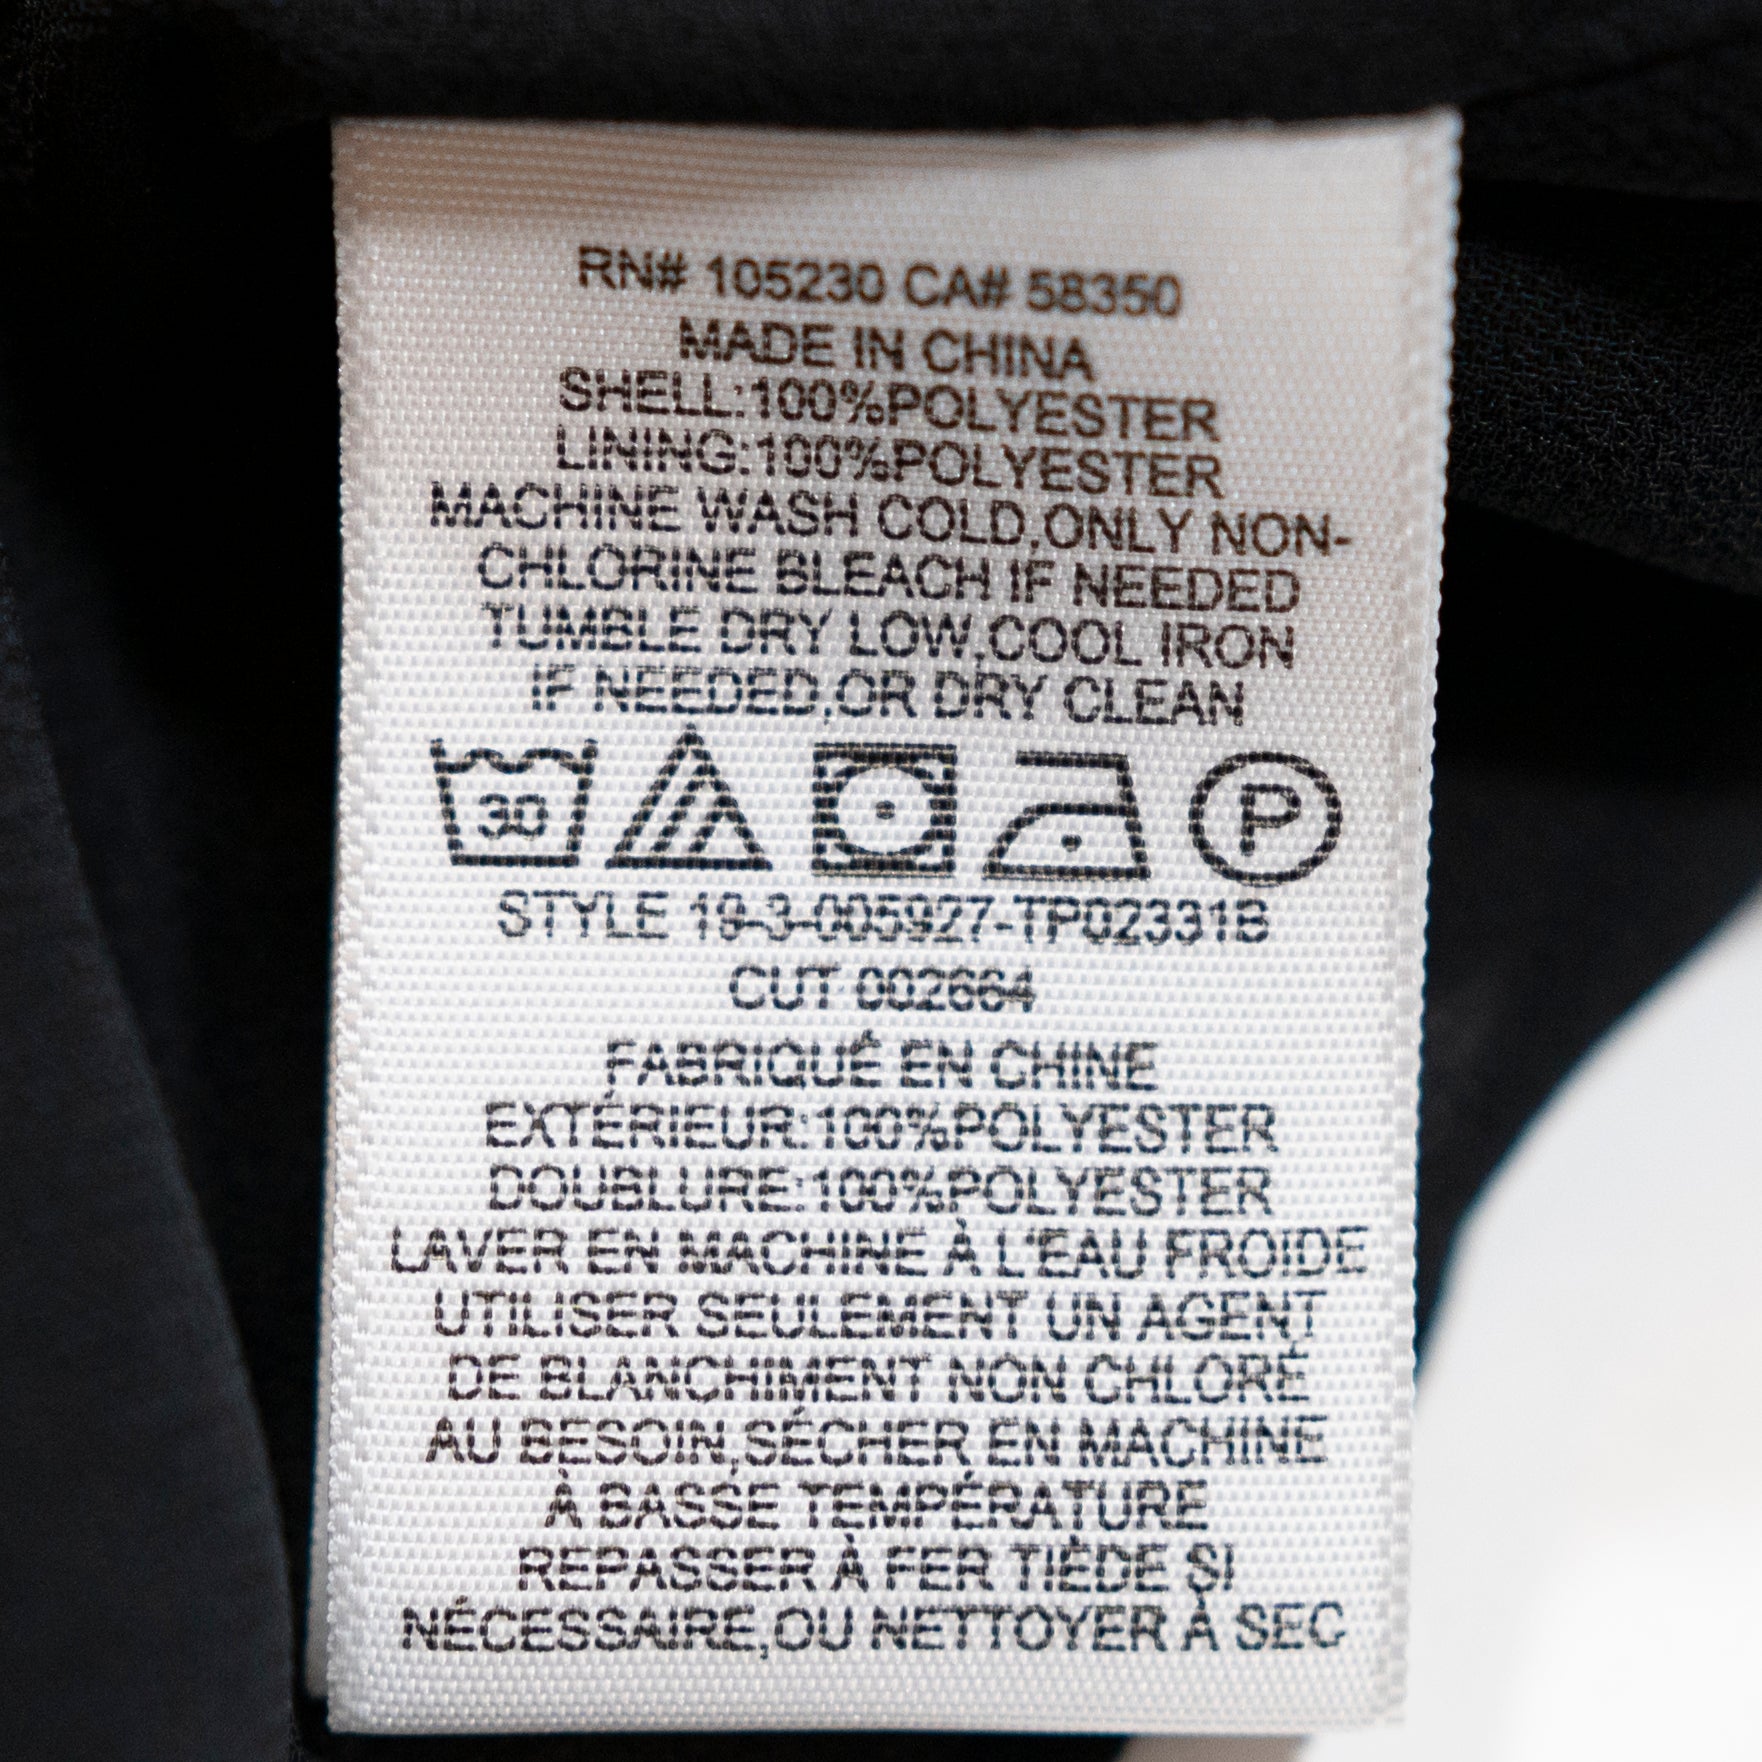 RN# 105230 CA# 58350
MADE IN CHINA
SHELL:100%POLYESTER
LINING:100%POLYESTER
MACHINE WASH COLD,ONLY NON-
CHLORINE BLEACH IF NEEDED
TUMBLE DRY LOW,COOL IRON
IF NEEDED,OR DRY CLEAN
30 P
STYLE 19-3-005927-TP02331B
CUT 002664
FABRIQUÉ EN CHINE
EXTÉRIEUR:100%POLYESTER
DOUBLURE:100%POLYESTER
LAVER EN MACHINE À L'EAU FROIDE
UTILISER SEULEMENT UN AGENT
DE BLANCHIMENT NON CHLORÉ
AU BESOIN,SÉCHER EN MACHINE
À BASSE TEMPÉRATURE
REPASSER À FER TIÈDE SI
NÉCESSAIRE,OU NETTOYER À SEC